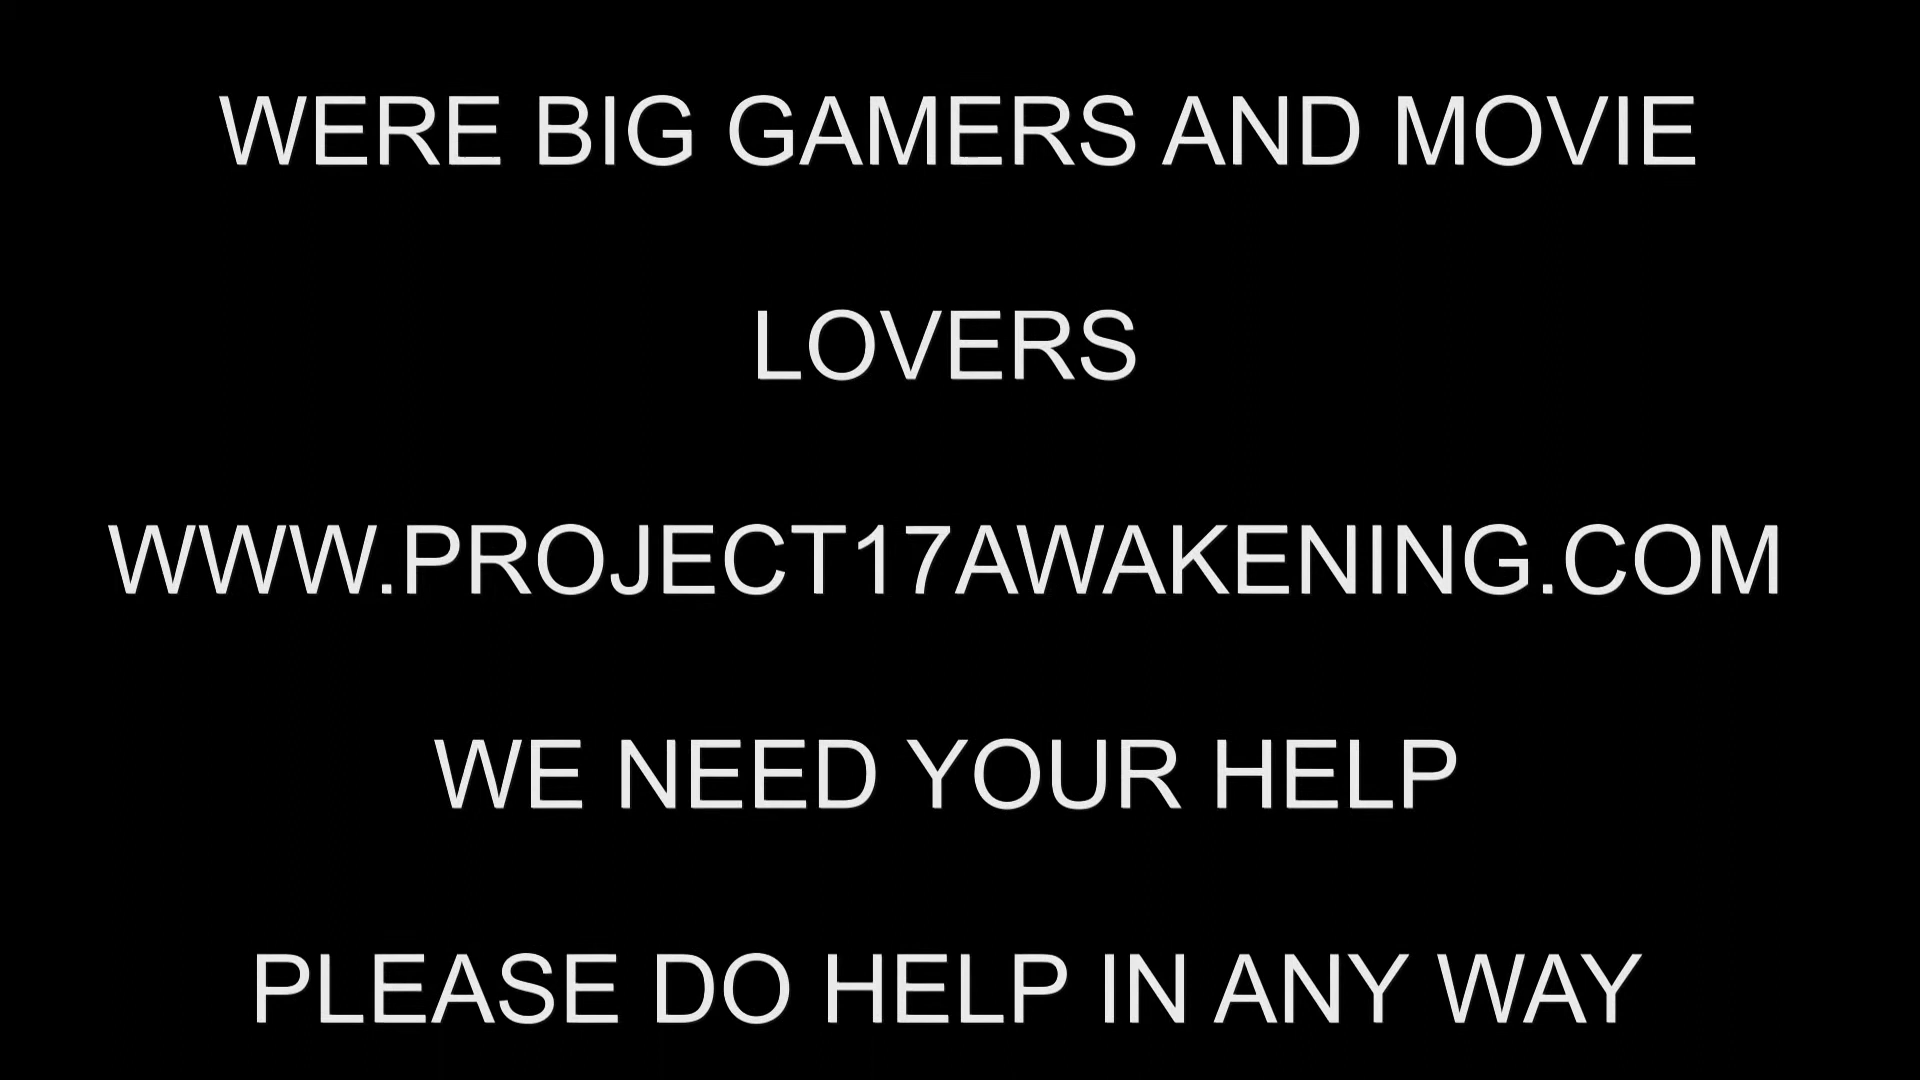 WERE BIG GAMERS AND MOVIE
LOVERS
WWW.PROJECT17AWAKENING.COM
WE NEED YOUR HELP
PLEASE DO HELP IN ANY WAY